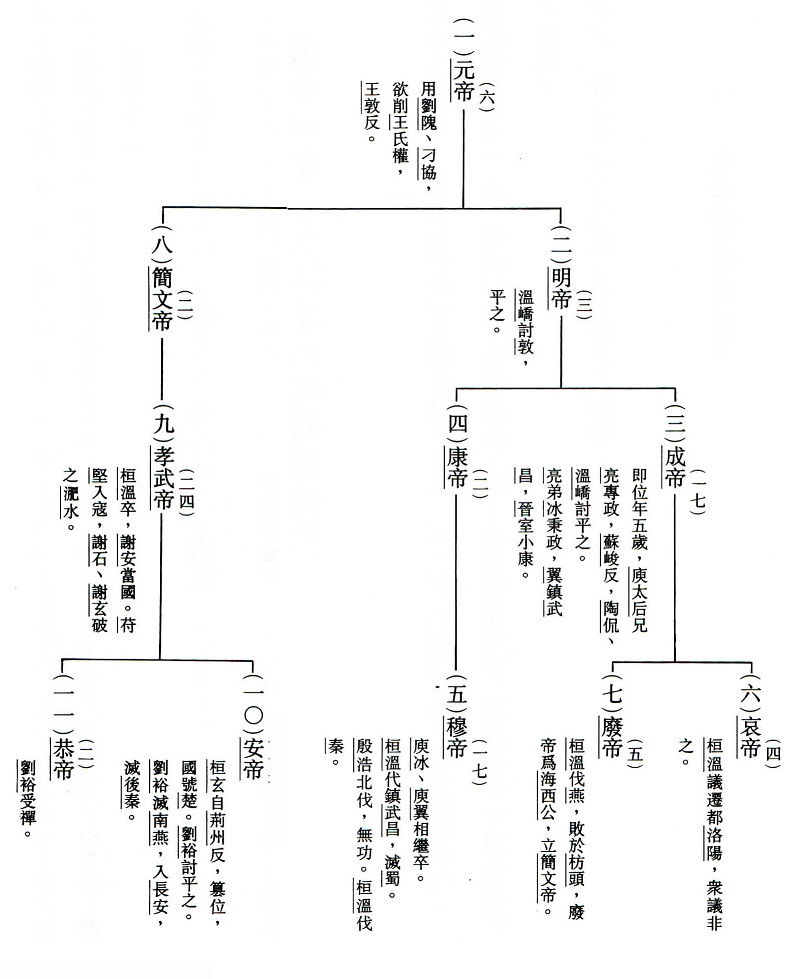 (一)元帝
(六)
用劉隗、刁協,
欲削王氏權,
王敦反。
(二)明帝
(三)
溫嶠討敦,
平之。
(八)簡文帝
(二)
(三)成帝
(一七)
即位年五歲,庾太后兄
亮專政,蘇峻反,陶侃、
溫嶠討平之。
亮弟冰秉政,翼鎮武
昌,晉室小康。
(四)康帝
(二)
(九)孝武帝
(二四)
桓溫卒,謝安當國。苻
堅入寇,謝石、謝玄破
之淝水。
(六)哀帝
(四)
桓溫議遷都洛陽,衆議非
之。
(七)廢帝
(五)
桓溫伐燕,敗於枋頭,廢
帝爲海西公,立簡文帝。
(五)穆帝
(一七)
庾冰、庾翼相繼卒。
桓溫代鎮武昌,滅蜀。
殷浩北伐,無功。桓溫伐
秦。
(一〇)安帝
桓玄自荊州反,篡位,
國號楚。劉裕討平之。
劉裕滅南燕,入長安,
滅後秦。
(一一)恭帝
(二)
劉裕受禪。